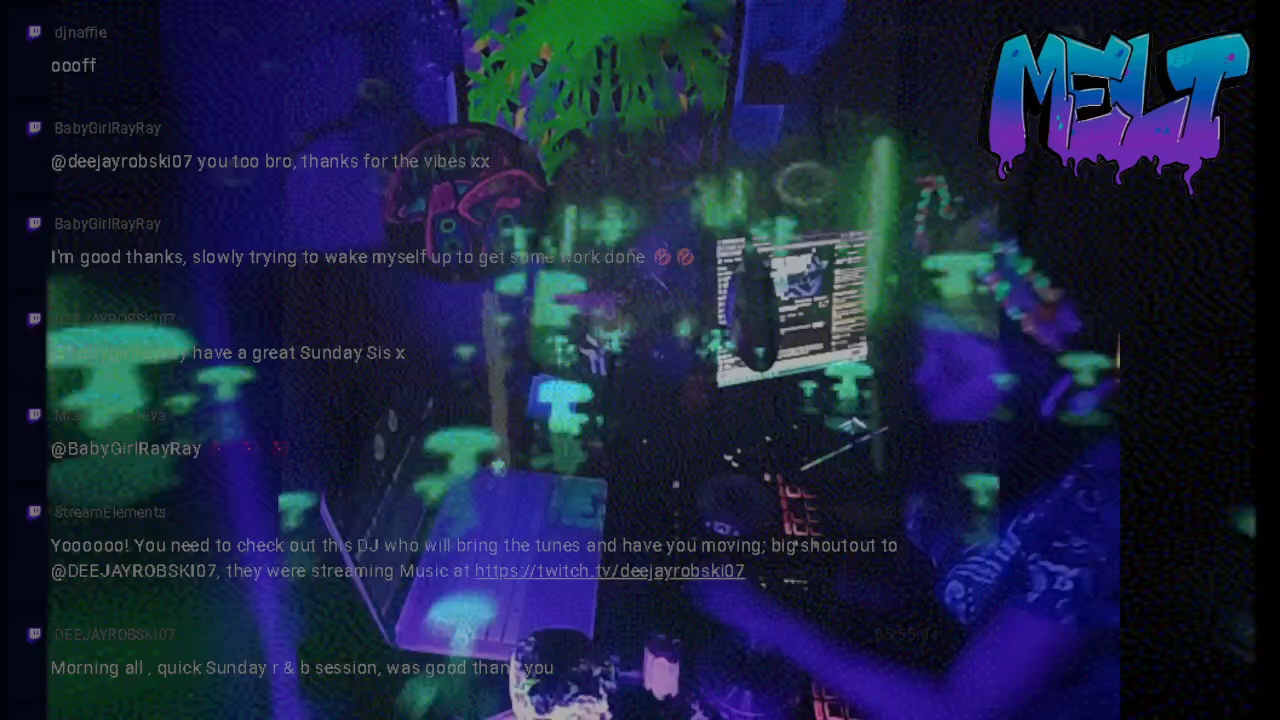 djnaffie
oooff
MELT
BabyGirlRayRay
@deejayrobski07 you too bro, thanks for the vibes xx
BabyGirlRayRay
I'm good thanks, slowly trying to wake myself up to get some work done
DEEJAYROBSKI07
have a great Sunday Sis x
@BabyGirlRayRay
StreamElements
Yoooooo! You need to check out this DJ who will bring the tunes and have you moving; big shoutout to
@DEEJAYROBSKI07, they were streaming Music at https://twitch.tv/deejayrobski07
DEEJAYROBSKI07
Morning all , quick Sunday r & b session, was good thank you